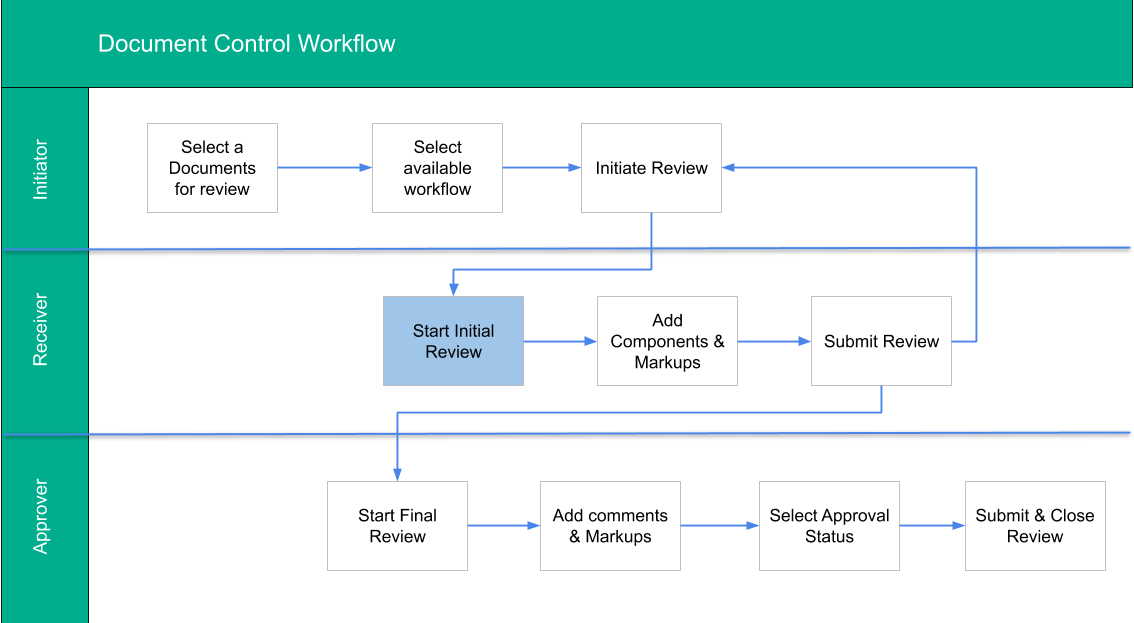 Document Control Workflow
Initiator
Select a
Documents
for review
Select
available
workflow
Initiate Review
Receiver
Start Initial
Review
Add
Components &
Markups
Submit Review
Approver
Start Final
Review
Add comments
& Markups
Select Approval
Status
Submit & Close
Review